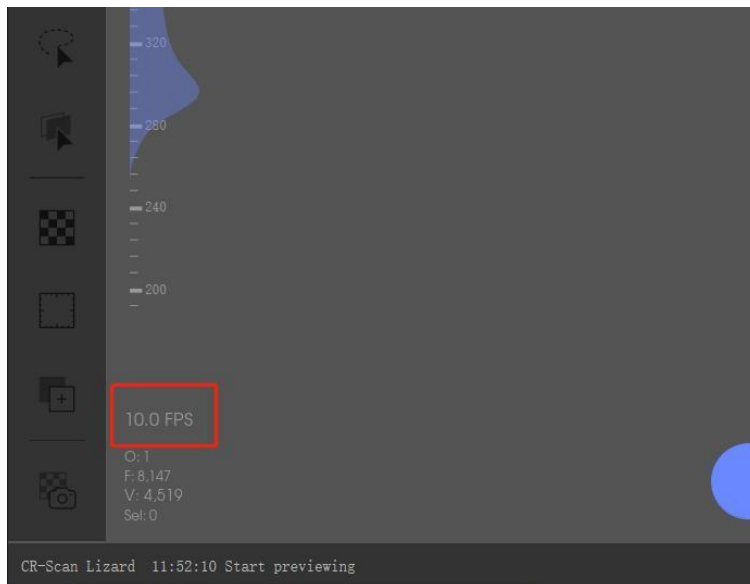 320
280
240
200
10.0 FPS
O: 1
F: 8,147
V: 4,519
Sel: 0
CR-Scan Lizard 11:52:10 Start previewing